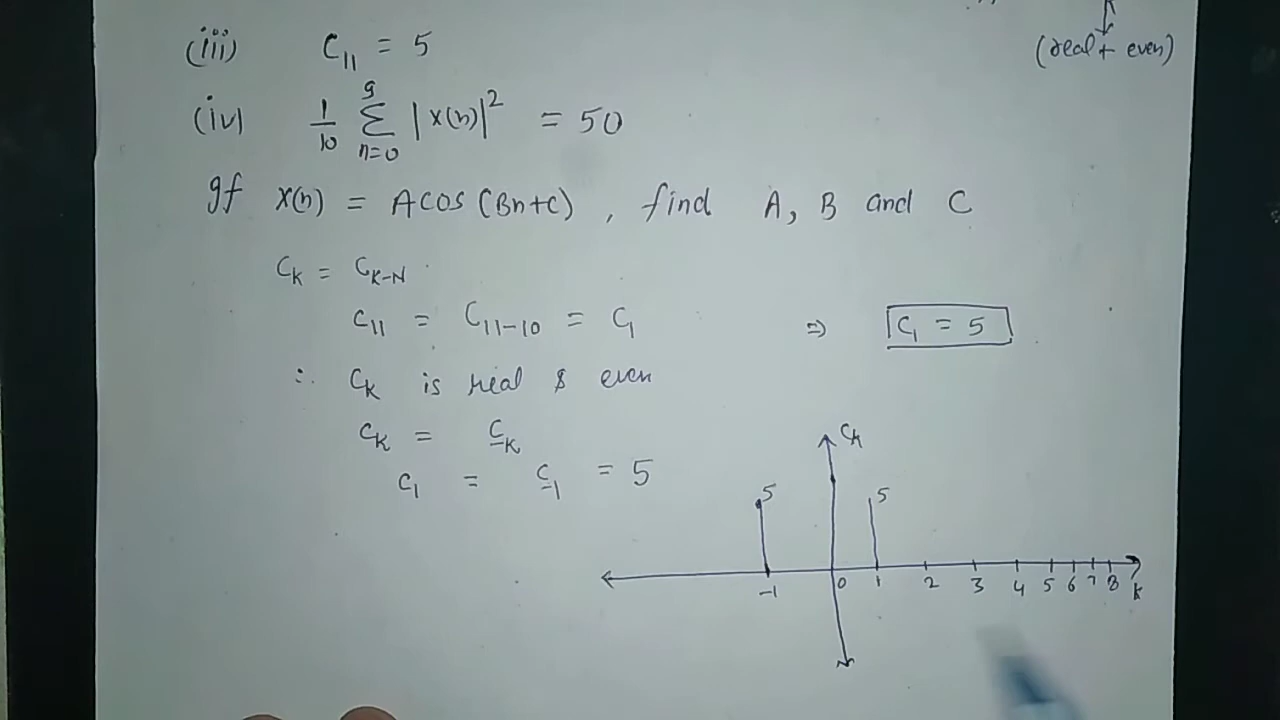 (real + even)
(iii) C₁₁ = 5
(iv) 1/10 9 Σ n=0 |x(n)|² = 50
gf x(n) = A cos (Bn+C) , find A, B and C
Cₖ = Cₖ₋ₙ
C₁₁ = C₁₁₋₁₀ = C₁ ⇒ C₁ = 5
∴ Cₖ is real & even
Cₖ = C₋ₖ
C₁ = C₋₁ = 5
Cₖ
5 5
-1 0 1 2 3 4 5 6 7 8 k